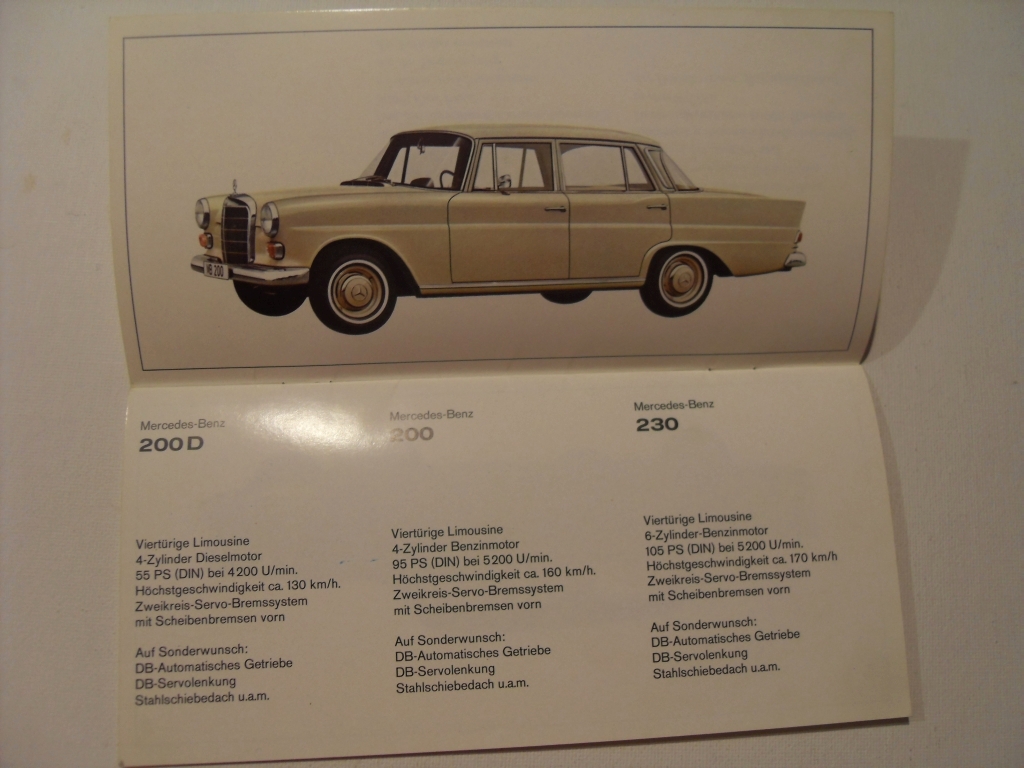 MB 200
Mercedes-Benz
200 D
Viertürige Limousine
4-Zylinder Dieselmotor
55 PS (DIN) bei 4200 U/min.
Höchstgeschwindigkeit ca. 130 km/h.
Zweikreis-Servo-Bremssystem
mit Scheibenbremsen vorn
Auf Sonderwunsch:
DB-Automatisches Getriebe
DB-Servolenkung
Stahlschiebedach u.a.m.
Mercedes-Benz
200
Viertürige Limousine
4-Zylinder Benzinmotor
95 PS (DIN) bei 5200 U/min.
Höchstgeschwindigkeit ca. 160 km/h.
Zweikreis-Servo-Bremssystem
mit Scheibenbremsen vorn
Auf Sonderwunsch:
DB-Automatisches Getriebe
DB-Servolenkung
Stahlschiebedach u.a.m.
Mercedes-Benz
230
Viertürige Limousine
6-Zylinder-Benzinmotor
105 PS (DIN) bei 5200 U/min.
Höchstgeschwindigkeit ca. 170 km/h
Zweikreis-Servo-Bremssystem
mit Scheibenbremsen vorn
Auf Sonderwunsch:
DB-Automatisches Getriebe
DB-Servolenkung
Stahlschiebedach u.a.m.